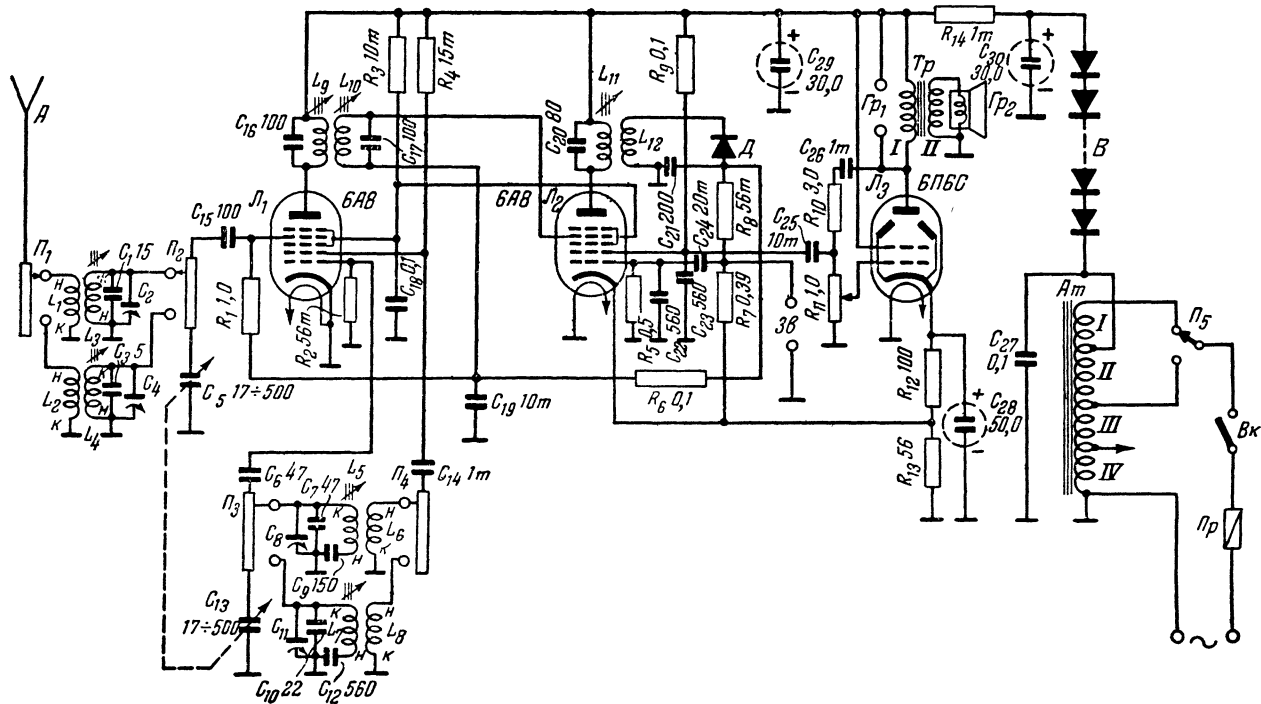 A
П₁
L₁
н
к
L₂
н
к
C₁ 15
C₂
L₃
н
C₃ 5
C₄
к
н
L₄
П₂
C₅ 17÷500
C₁₅ 100
R₁ 1,0
C₁₆ 100
L₉
L₁₀
R₃ 10т
R₄ 15т
C₁₇ 100
Л₁
6А8
R₂ 56т
C₁₈ 0,1
C₁₉ 10т
C₆ 47
П₃
C₁₃
17÷500
C₇ 47
L₅
C₈
C₉ 150
к
н
н
L₆
к
П₄
C₁₄ 1т
C₁₁
L₇
к
н
н
L₈
к
C₁₀ 22
C₁₂ 560
6А8
Л₂
C₂₀ 80
L₁₁
L₁₂
C₂₁ 200
R₉ 0,1
Д
R₈ 56т
C₂₄ 20т
R₅ 0,5
C₂₂ 560
C₂₃ 560
R₇ 0,39
R₆ 0,1
Зв
C₂₅
10т
C₂₆ 1т
R₁₀ 3,0
Rп 1,0
C₂₉
30,0
+
−
Гр₁
Тр
I
II
Гр₂
Л₃
6П6С
R₁₂ 100
R₁₃ 56
C₂₈
50,0
+
−
R₁₄ 1т
C₃₀
30,0
+
−
В
C₂₇
0,1
Ат
I
II
III
IV
П₅
Вк
Пр
~